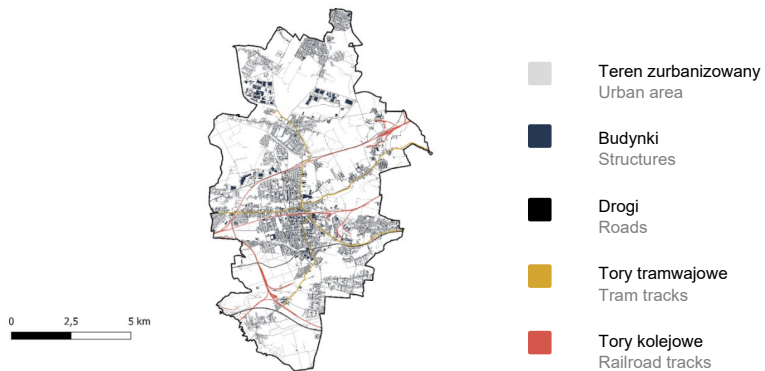 Teren zurbanizowany
Urban area
Budynki
Structures
Drogi
Roads
Tory tramwajowe
Tram tracks
Tory kolejowe
Railroad tracks
0 2,5 5 km